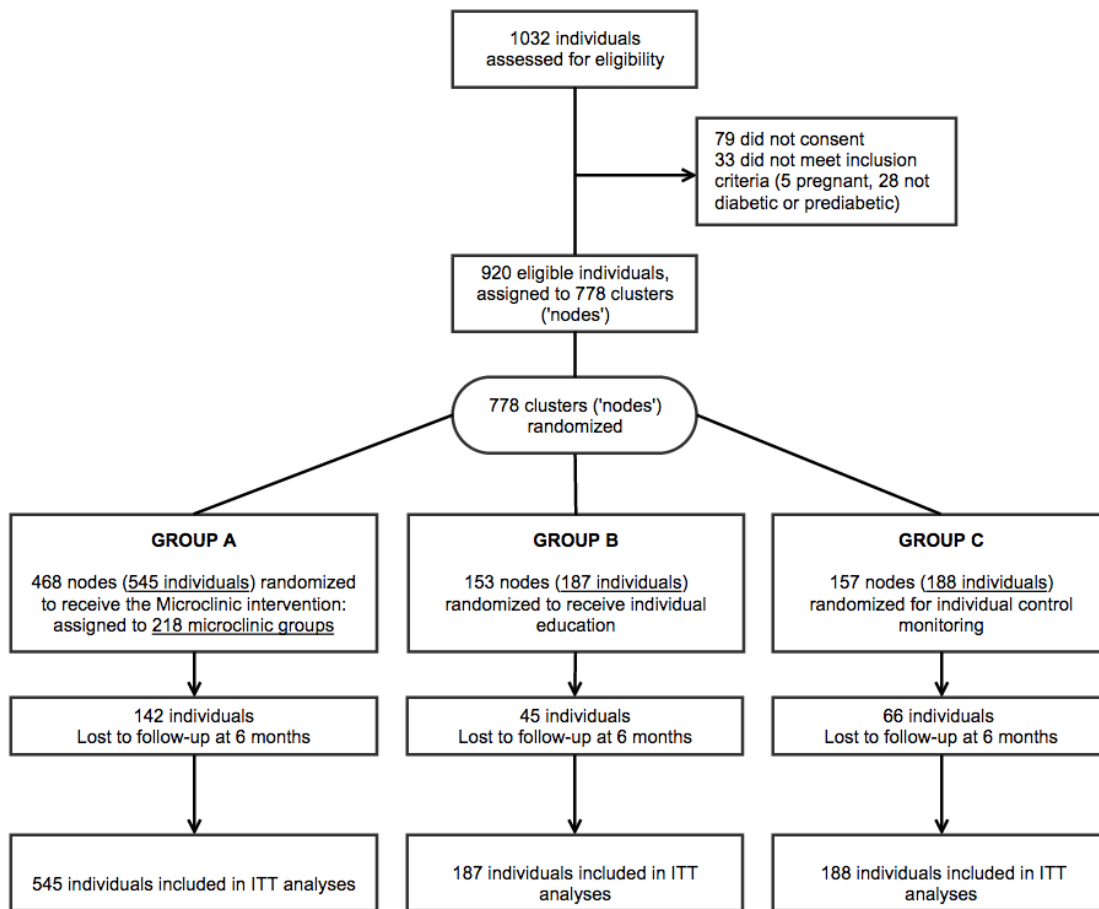 1032 individuals
assessed for eligibility
79 did not consent
33 did not meet inclusion
criteria (5 pregnant, 28 not
diabetic or prediabetic)
920 eligible individuals,
assigned to 778 clusters
('nodes')
778 clusters ('nodes')
randomized
GROUP A
468 nodes (545 individuals) randomized
to receive the Microclinic intervention:
assigned to 218 microclinic groups
GROUP B
153 nodes (187 individuals)
randomized to receive individual
education
GROUP C
157 nodes (188 individuals)
randomized for individual control
monitoring
142 individuals
Lost to follow-up at 6 months
45 individuals
Lost to follow-up at 6 months
66 individuals
Lost to follow-up at 6 months
545 individuals included in ITT analyses
187 individuals included in ITT
analyses
188 individuals included in ITT
analyses